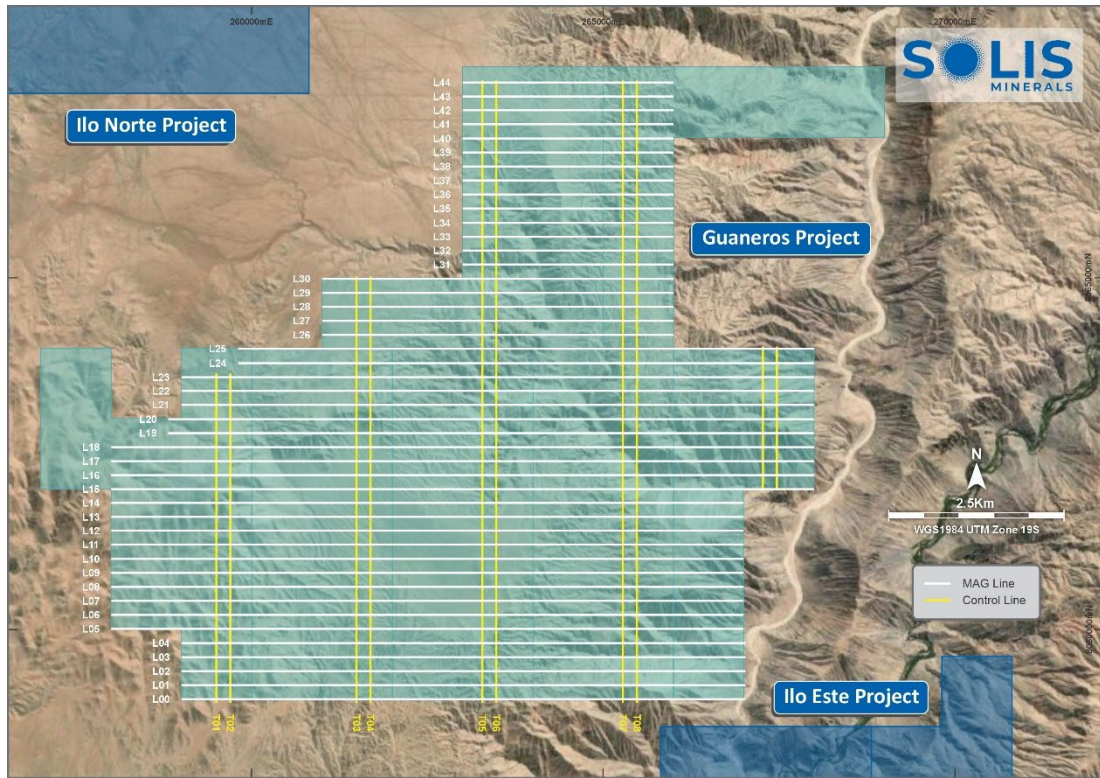 260000mE
265000mE
270000mE
SOLIS
MINERALS
Ilo Norte Project
L44
L43
L42
L41
L40
L39
L38
L37
L36
L35
L34
L33
L32
L31
Guaneros Project
L30
L29
L28
L27
L26
L25
L24
L23
L22
L21
L20
L19
L18
L17
L16
L15
L14
L13
L12
L11
L10
L09
L08
L07
L06
L05
L04
L03
L02
L01
L00
N
2.5Km
WGS1984 UTM Zone 19S
MAG Line
Control Line
Ilo Este Project
T01
T02
T03
T04
T05
T06
T07
T08